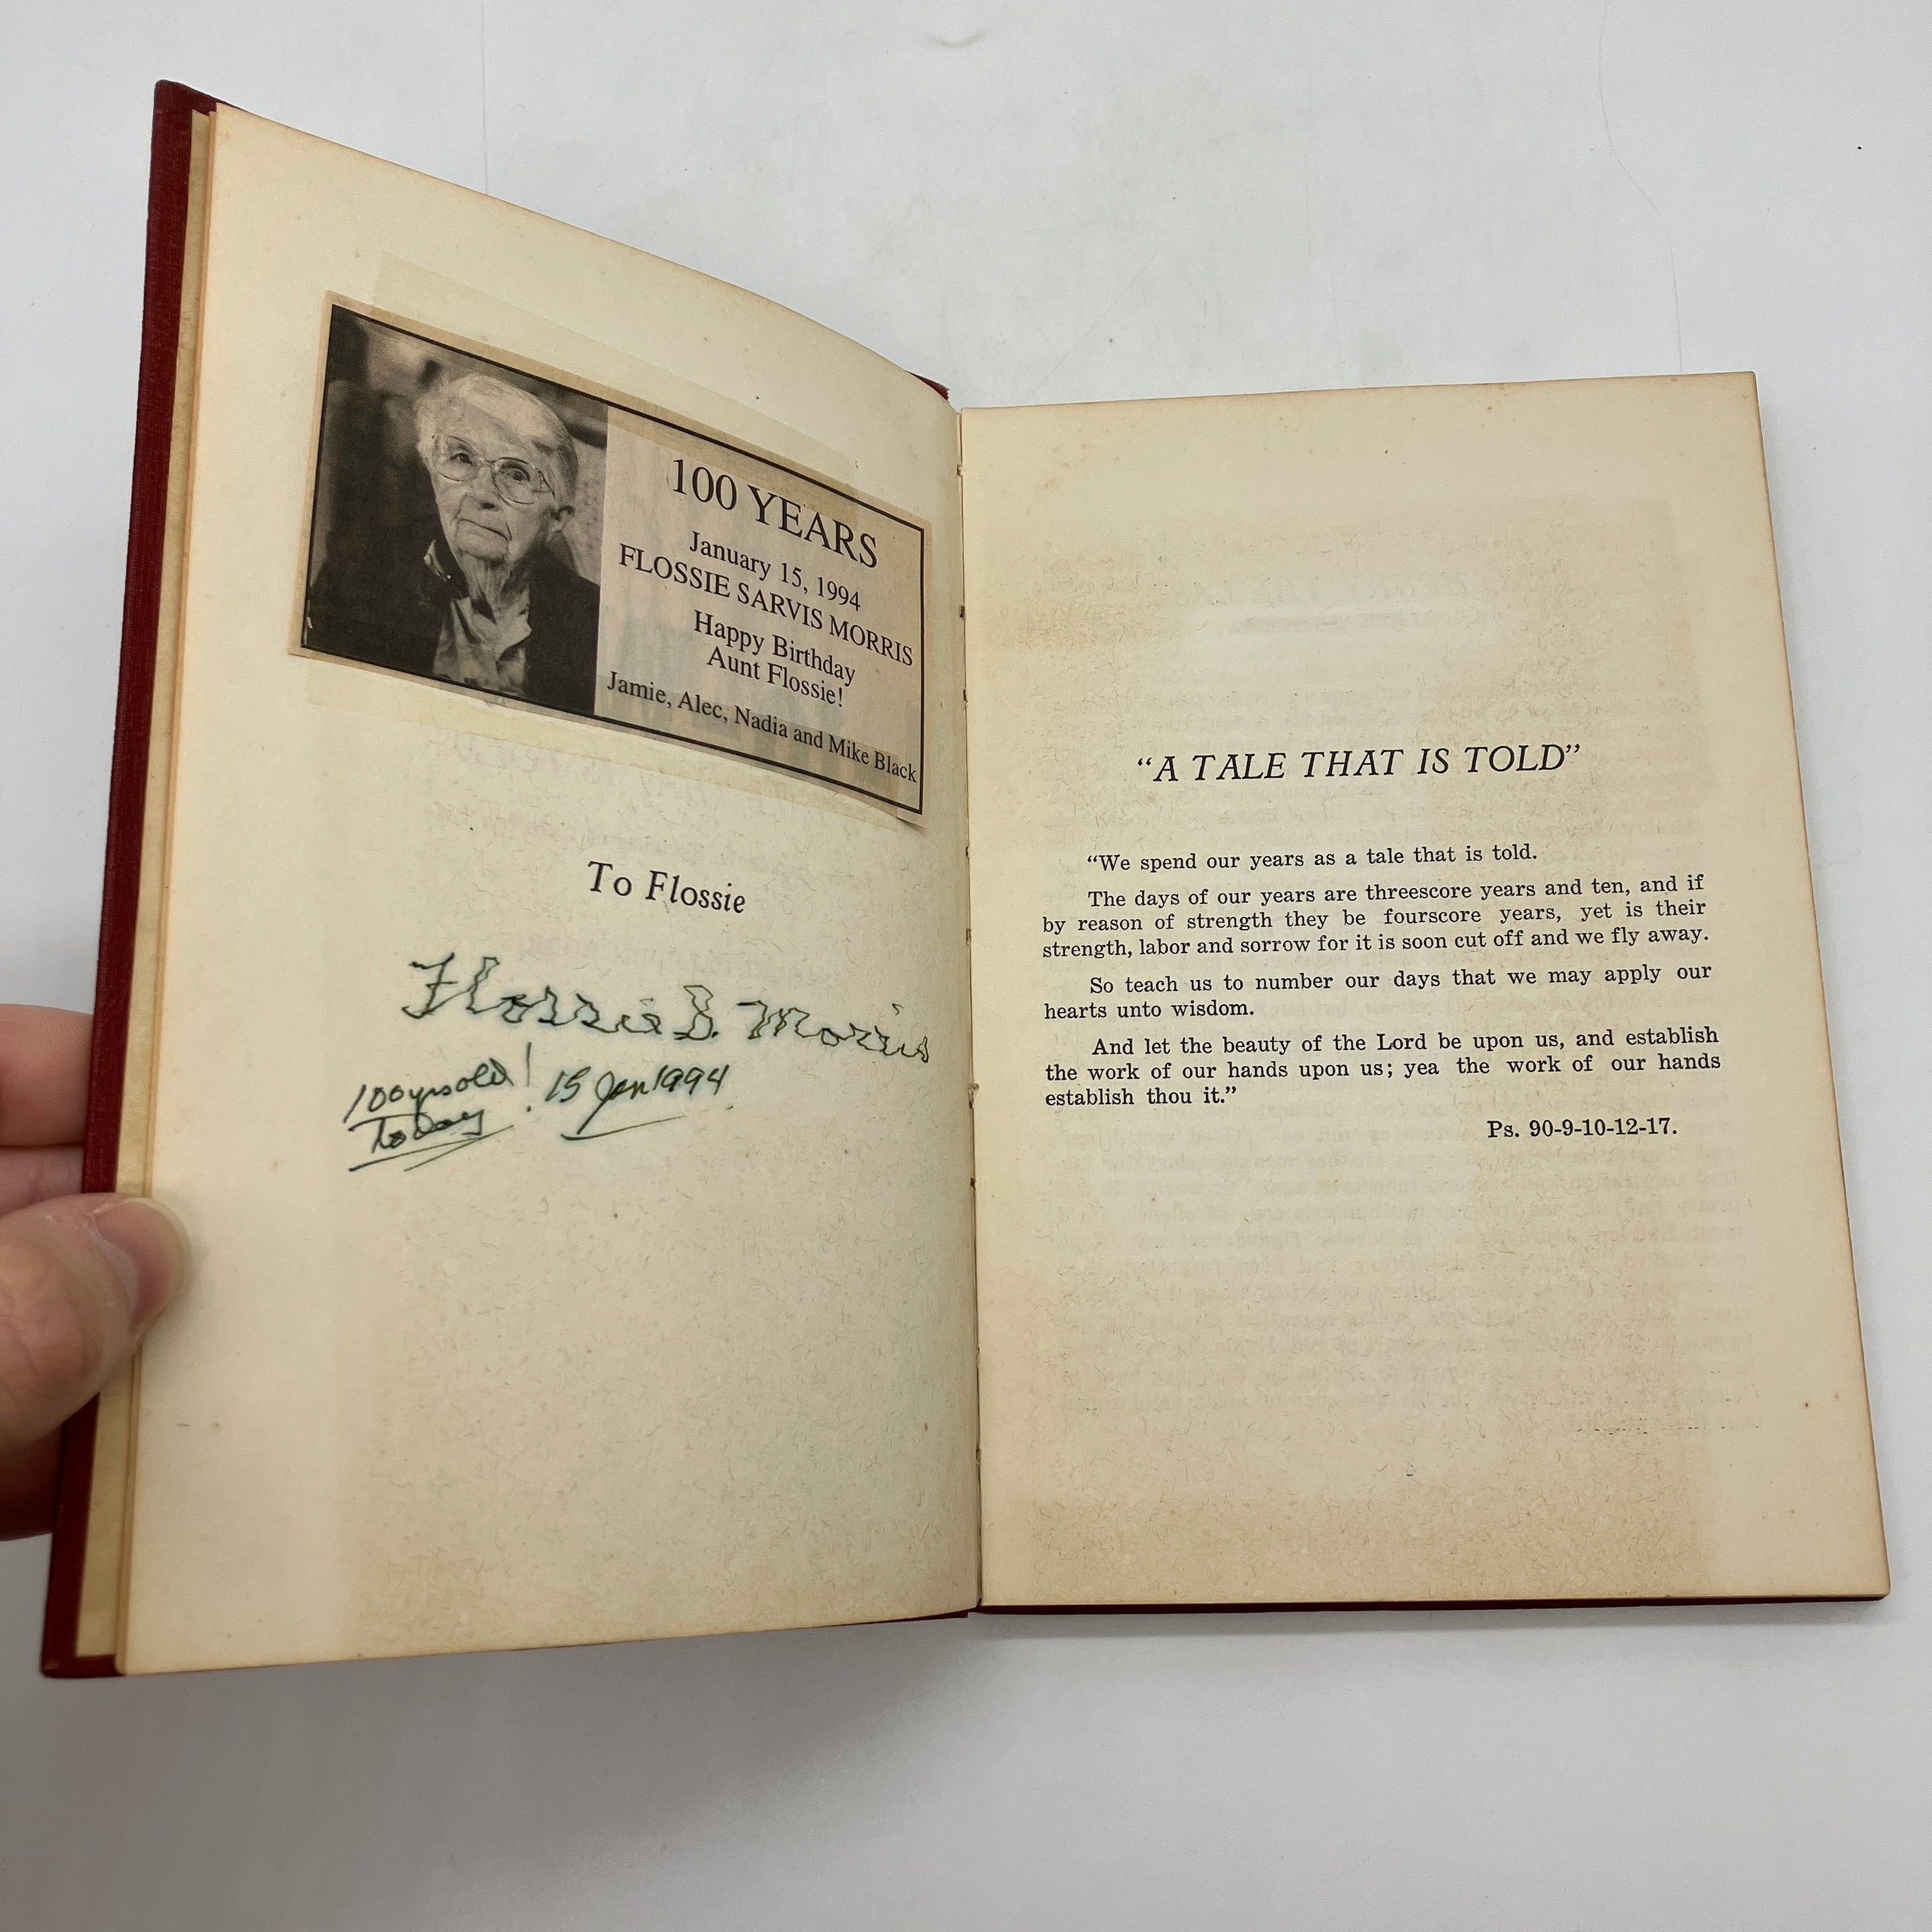 100 YEARS
January 15, 1994
FLOSSIE SARVIS MORRIS
Happy Birthday
Aunt Flossie!
Jamie, Alec, Nadia and Mike Black
To Flossie
Flossie S. Morris
100 yrs old! 15 Jan 1994
Today
“A TALE THAT IS TOLD”
“We spend our years as a tale that is told.
The days of our years are threescore years and ten, and if
by reason of strength they be fourscore years, yet is their
strength, labor and sorrow for it is soon cut off and we fly away.
So teach us to number our days that we may apply our
hearts unto wisdom.
And let the beauty of the Lord be upon us, and establish
the work of our hands upon us; yea the work of our hands
establish thou it.”
Ps. 90-9-10-12-17.